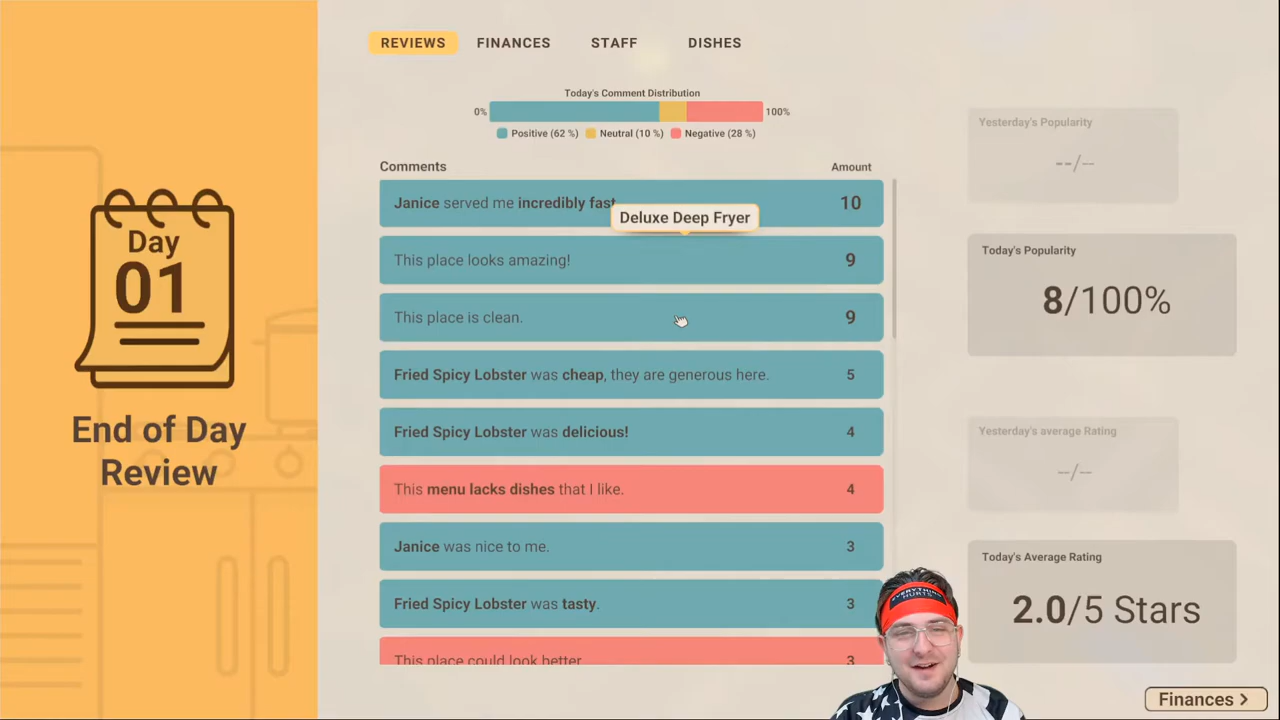 REVIEWS FINANCES STAFF DISHES
Today's Comment Distribution
0% 100%
Positive (62 %) Neutral (10 %) Negative (28 %)
Comments Amount
Janice served me incredibly fast 10
Deluxe Deep Fryer
This place looks amazing! 9
This place is clean. 9
Fried Spicy Lobster was cheap, they are generous here. 5
Fried Spicy Lobster was delicious! 4
This menu lacks dishes that I like. 4
Janice was nice to me. 3
Fried Spicy Lobster was tasty. 3
This place could look better 3
Day
01
End of Day
Review
Yesterday's Popularity
--/--
Today's Popularity
8/100%
Yesterday's average Rating
--/--
Today's Average Rating
2.0/5 Stars
EVERYTHING
HURTS
Finances >